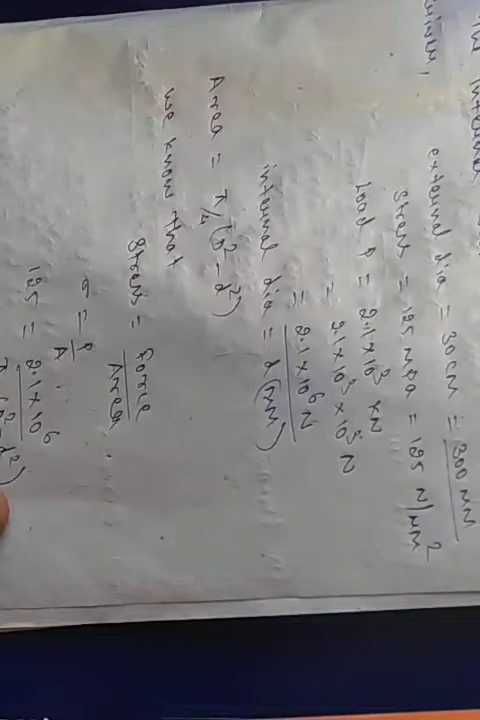 external dia = 30 cm = 300 mm
Stress = 125 MPa = 125 N/mm²
Load P = 2.1 × 10³ kN
= 2.1 × 10³ × 10³ N
= 2.1 × 10⁶ N
internal dia = d (mm)
Area = π/4 (D² - d²)
we know that
Stress = Force / Area
σ = P / A
125 = 2.1 × 10⁶ / π (D² - d²)